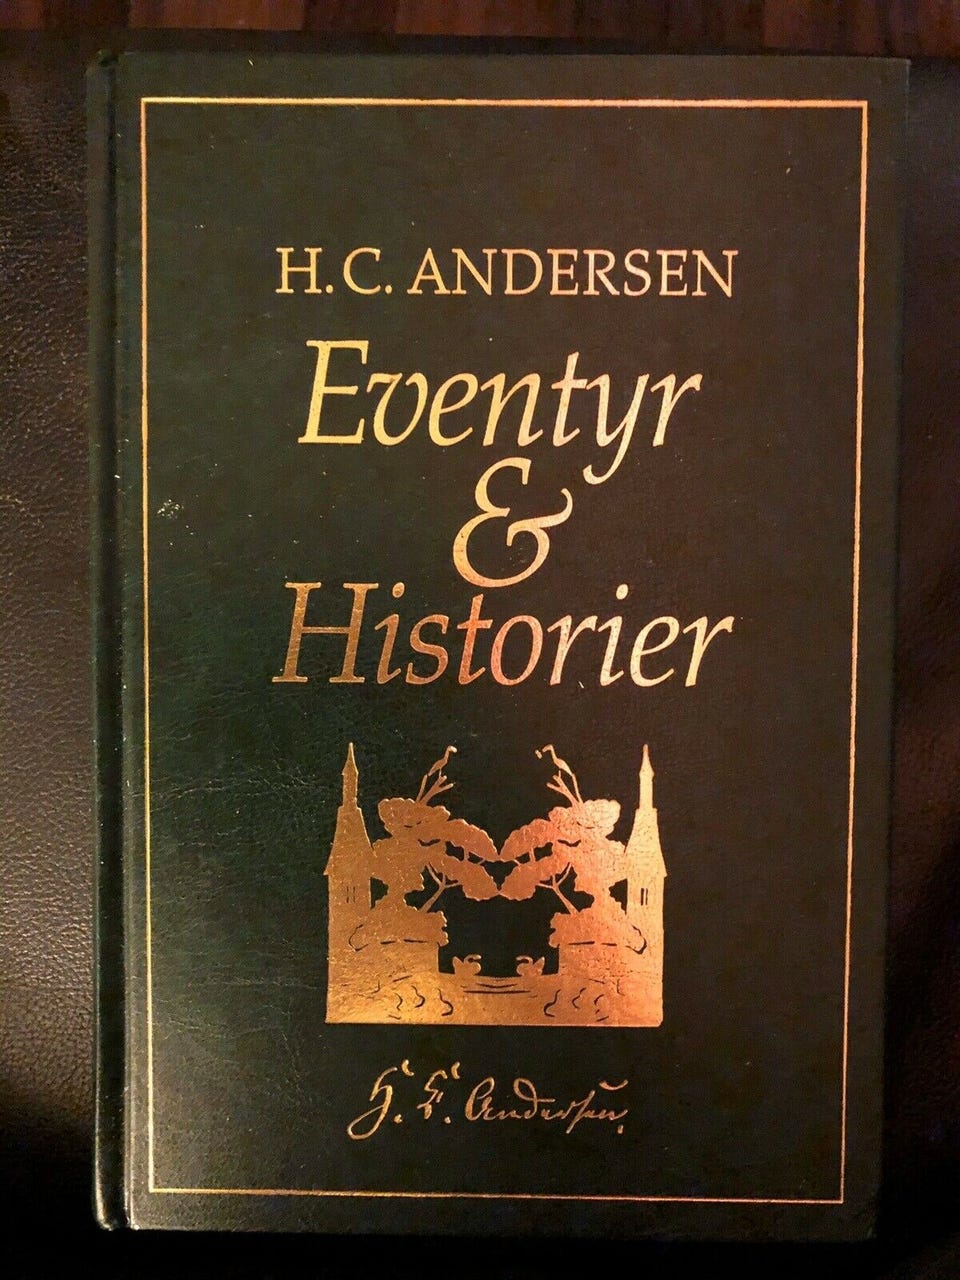 H. C. ANDERSEN
Eventyr
&
Historier
H. C. Andersen